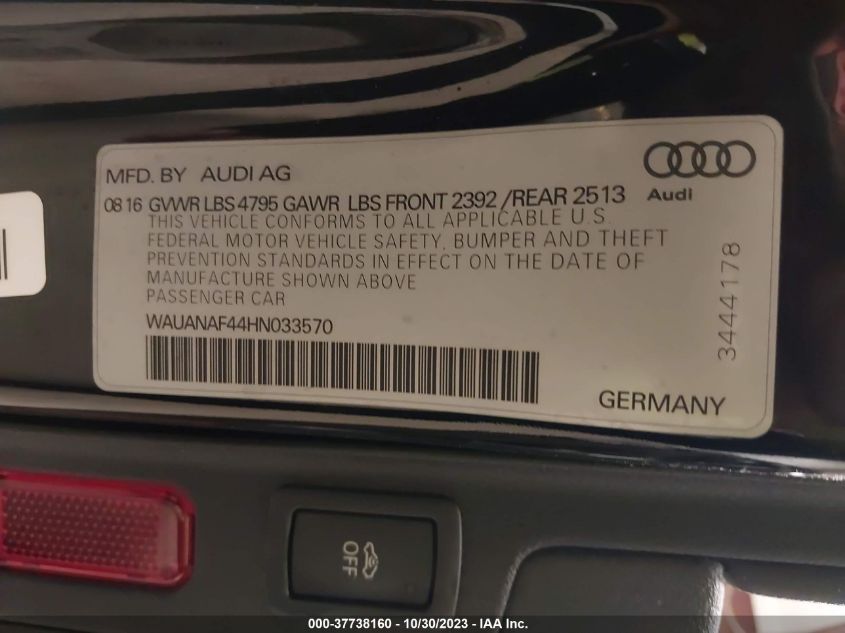 MFD. BY AUDI AG
08 16 GVWR LBS 4795 GAWR LBS FRONT 2392 /REAR 2513
Audi
THIS VEHICLE CONFORMS TO ALL APPLICABLE U.S.
FEDERAL MOTOR VEHICLE SAFETY, BUMPER AND THEFT
PREVENTION STANDARDS IN EFFECT ON THE DATE OF
MANUFACTURE SHOWN ABOVE
PASSENGER CAR
WAUANAF44HN033570
3444178
GERMANY
OFF
000-37738160 - 10/30/2023 - IAA Inc.